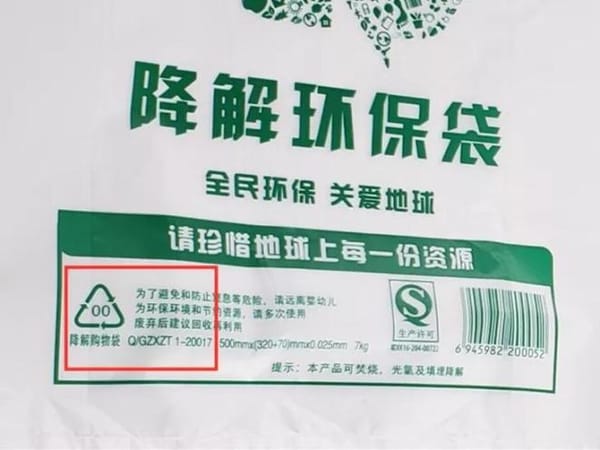 降解环保袋
全民环保 关爱地球
请珍惜地球上每一份资源
00
降解购物袋
为了避免和防止窒息等危险，请远离婴幼儿
为环保环境和节约资源，请多次使用
废弃后建议回收再利用
Q/GZXZT 1-20017 500mmx(320+70)mmx0.025mm 7kg
S
生产许可
6 945982 200052
提示：本产品可焚烧，光氧及填埋降解